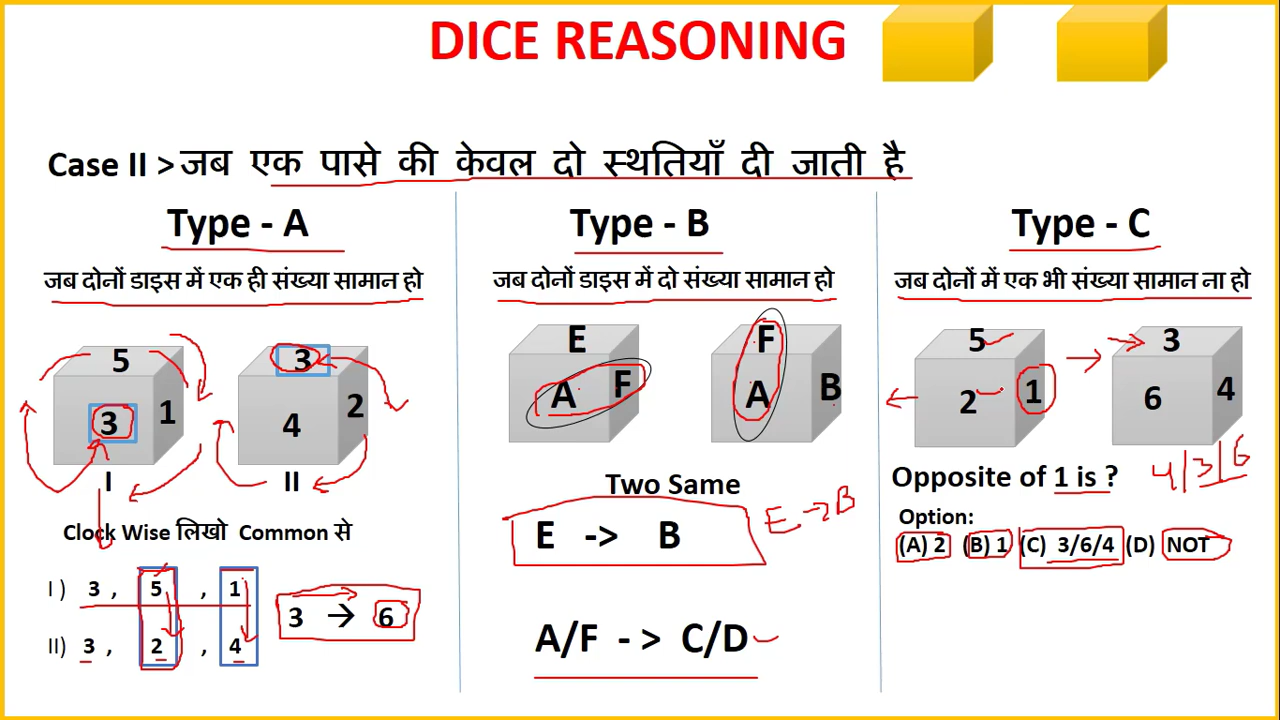 DICE REASONING
Case II > जब एक पासे की केवल दो स्थतियाँ दी जाती है
Type - A
जब दोनों डाइस में एक ही संख्या सामान हो
5
3
1
I
3
4
2
II
Clock Wise लिखो Common से
I ) 3 , 5 , 1
II) 3 , 2 , 4
3 → 6
Type - B
जब दोनों डाइस में दो संख्या सामान हो
E
A
F
F
A
B
Two Same
E -> B
E → B
A/F - > C/D
Type - C
जब दोनों में एक भी संख्या सामान ना हो
5
2
1
3
6
4
Opposite of 1 is ?
4/3/6
Option:
(A) 2 (B) 1 (C) 3/6/4 (D) NOT